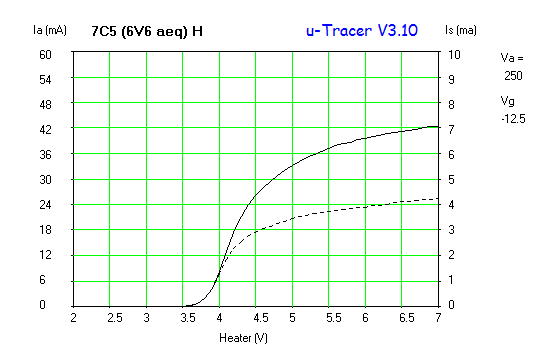 Ia (mA) 7C5 (6V6 aeq) H u-Tracer V3.10 Is (ma)
60 10
54 9 Va =
250
48 8 Vg
42 7 -12.5
36 6
30 5
24 4
18 3
12 2
6 1
0 0
2 2.5 3 3.5 4 4.5 5 5.5 6 6.5 7
Heater (V)